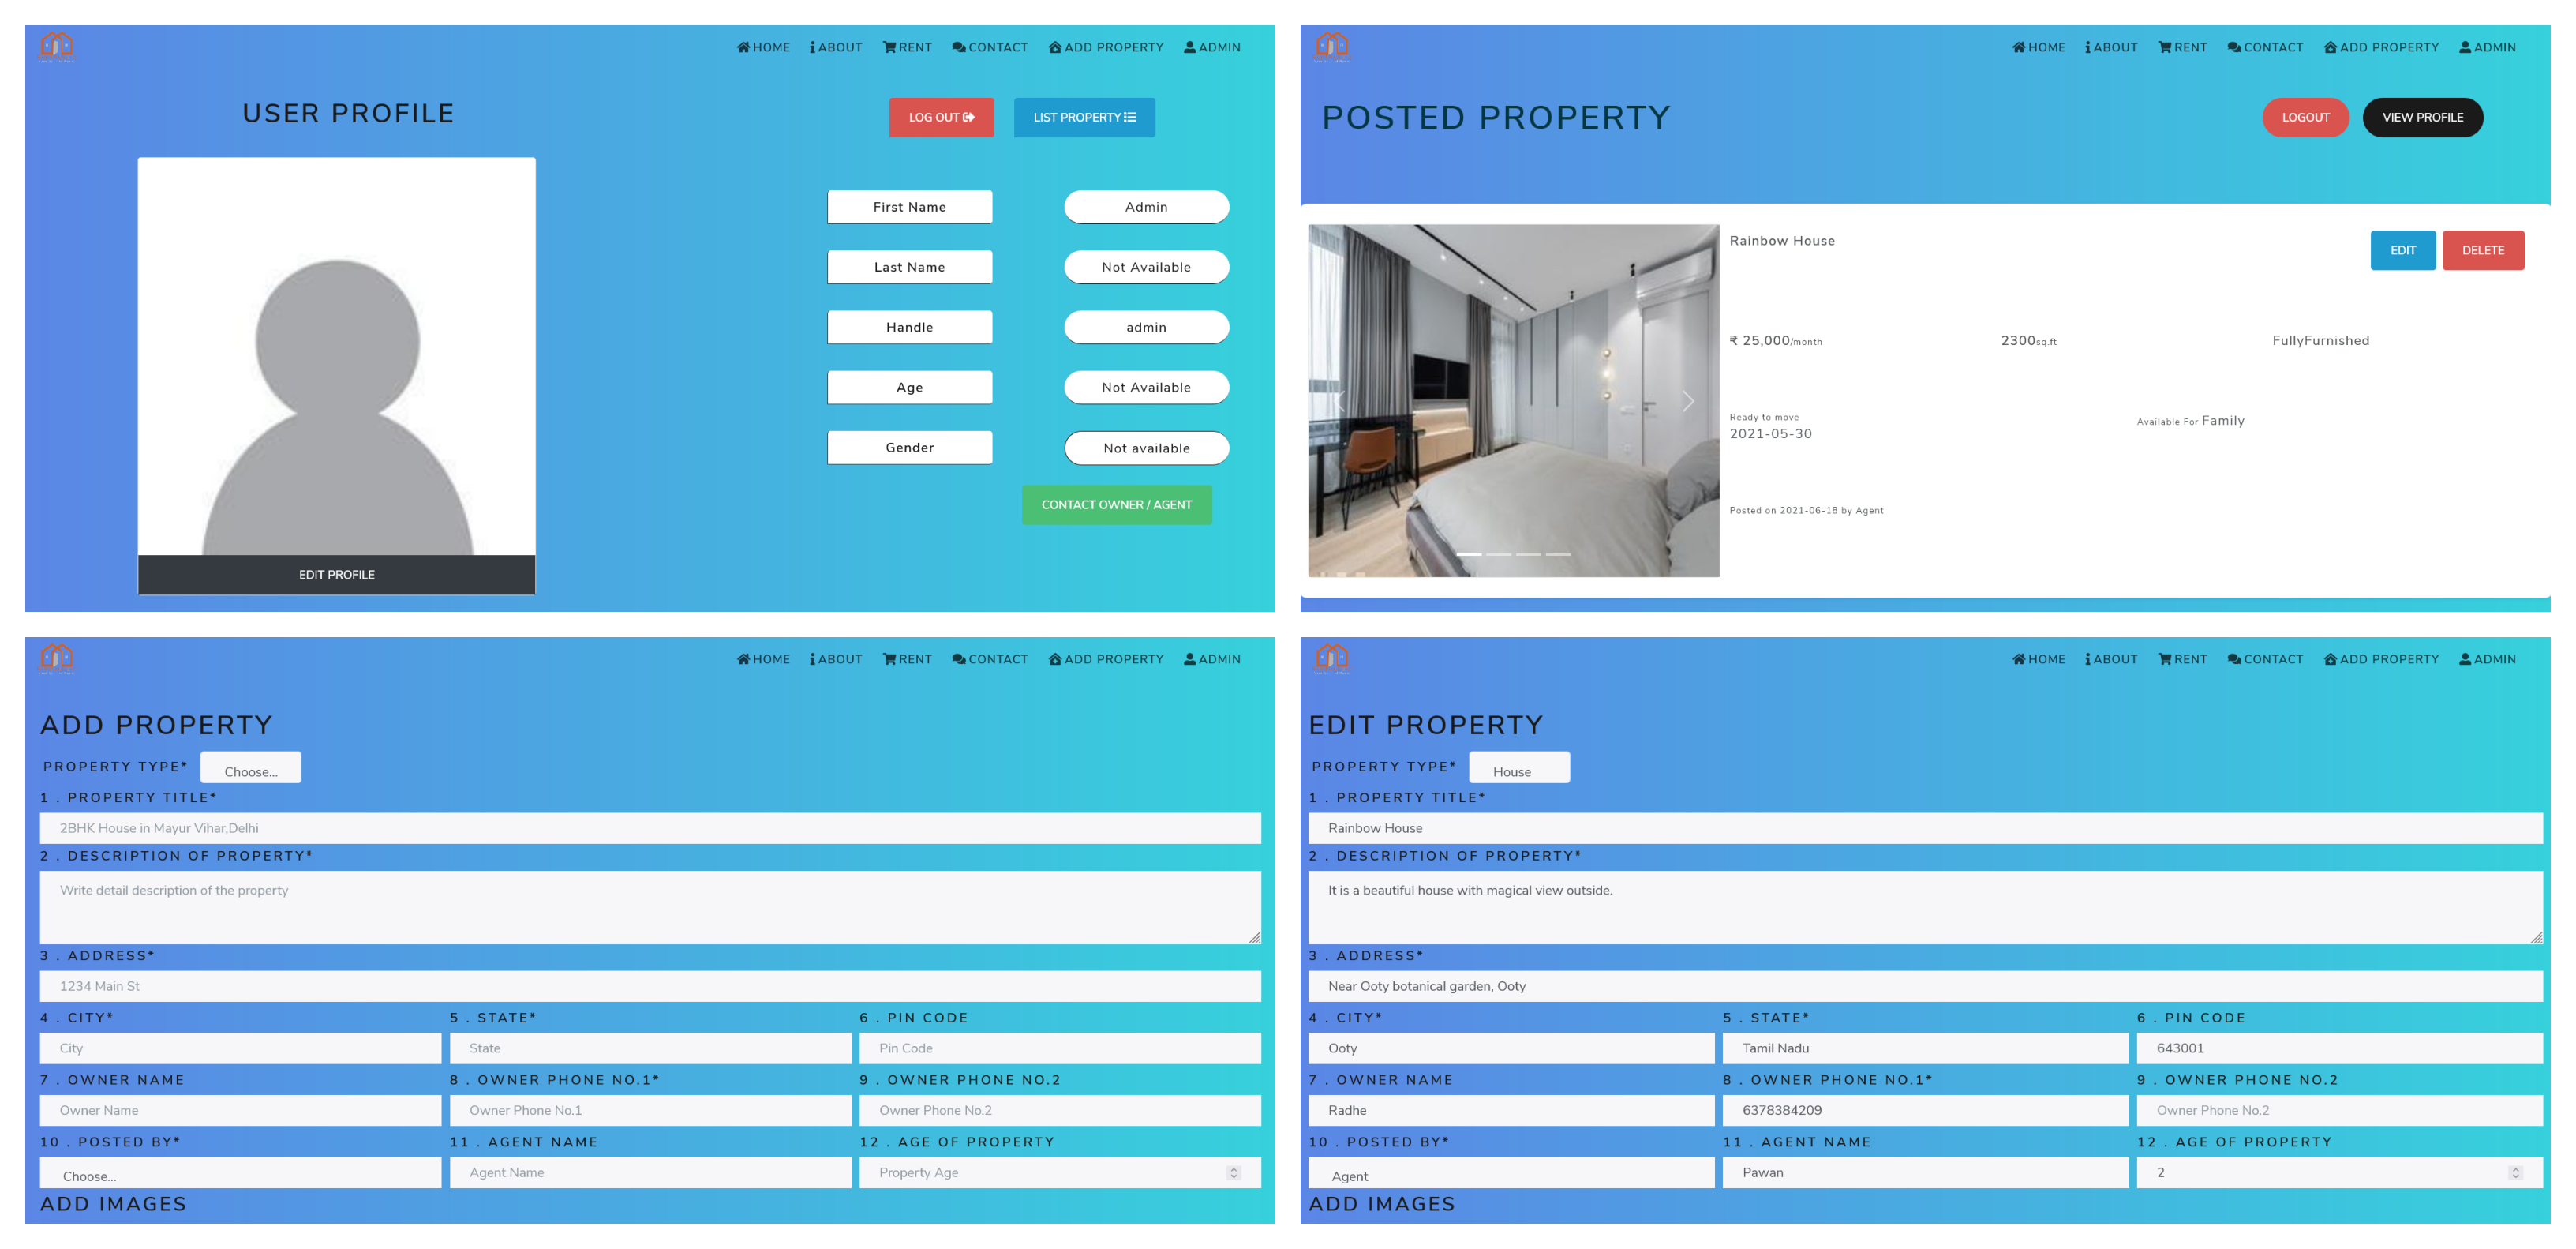 HOME ABOUT RENT CONTACT ADD PROPERTY ADMIN
USER PROFILE
LOG OUT LIST PROPERTY
First Name Admin
Last Name Not Available
Handle admin
Age Not Available
Gender Not available
CONTACT OWNER / AGENT
EDIT PROFILE
HOME ABOUT RENT CONTACT ADD PROPERTY ADMIN
POSTED PROPERTY
LOGOUT VIEW PROFILE
Rainbow House
EDIT DELETE
₹ 25,000/month 2300sq.ft FullyFurnished
Ready to move
2021-05-30
Available For Family
Posted on 2021-06-18 by Agent
HOME ABOUT RENT CONTACT ADD PROPERTY ADMIN
ADD PROPERTY
PROPERTY TYPE* Choose...
1 . PROPERTY TITLE*
2BHK House in Mayur Vihar,Delhi
2 . DESCRIPTION OF PROPERTY*
Write detail description of the property
3 . ADDRESS*
1234 Main St
4 . CITY* 5 . STATE* 6 . PIN CODE
City State Pin Code
7 . OWNER NAME 8 . OWNER PHONE NO.1* 9 . OWNER PHONE NO.2
Owner Name Owner Phone No.1 Owner Phone No.2
10 . POSTED BY* 11 . AGENT NAME 12 . AGE OF PROPERTY
Choose... Agent Name Property Age
ADD IMAGES
HOME ABOUT RENT CONTACT ADD PROPERTY ADMIN
EDIT PROPERTY
PROPERTY TYPE* House
1 . PROPERTY TITLE*
Rainbow House
2 . DESCRIPTION OF PROPERTY*
It is a beautiful house with magical view outside.
3 . ADDRESS*
Near Ooty botanical garden, Ooty
4 . CITY* 5 . STATE* 6 . PIN CODE
Ooty Tamil Nadu 643001
7 . OWNER NAME 8 . OWNER PHONE NO.1* 9 . OWNER PHONE NO.2
Radhe 6378384209 Owner Phone No.2
10 . POSTED BY* 11 . AGENT NAME 12 . AGE OF PROPERTY
Agent Pawan 2
ADD IMAGES